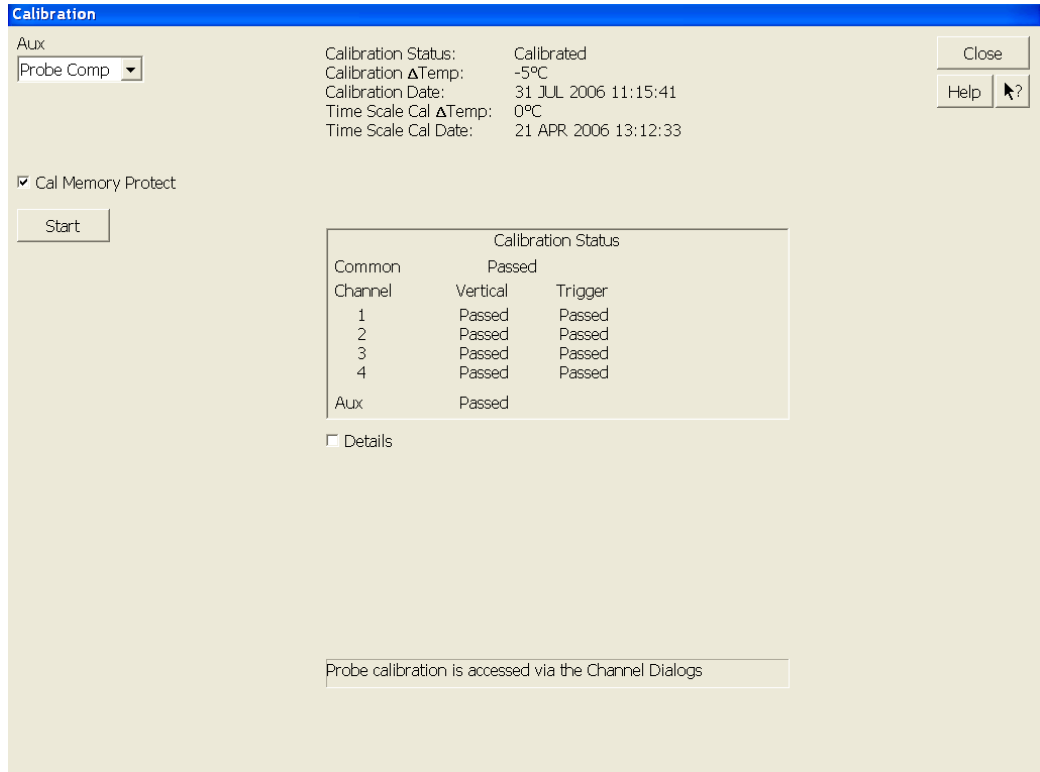 Calibration
Aux
Probe Comp
Calibration Status: Calibrated
Calibration ΔTemp: -5ºC
Calibration Date: 31 JUL 2006 11:15:41
Time Scale Cal ΔTemp: 0ºC
Time Scale Cal Date: 21 APR 2006 13:12:33
Close
Help ?
Cal Memory Protect
Start
Calibration Status
Common Passed
Channel Vertical Trigger
1 Passed Passed
2 Passed Passed
3 Passed Passed
4 Passed Passed
Aux Passed
Details
Probe calibration is accessed via the Channel Dialogs